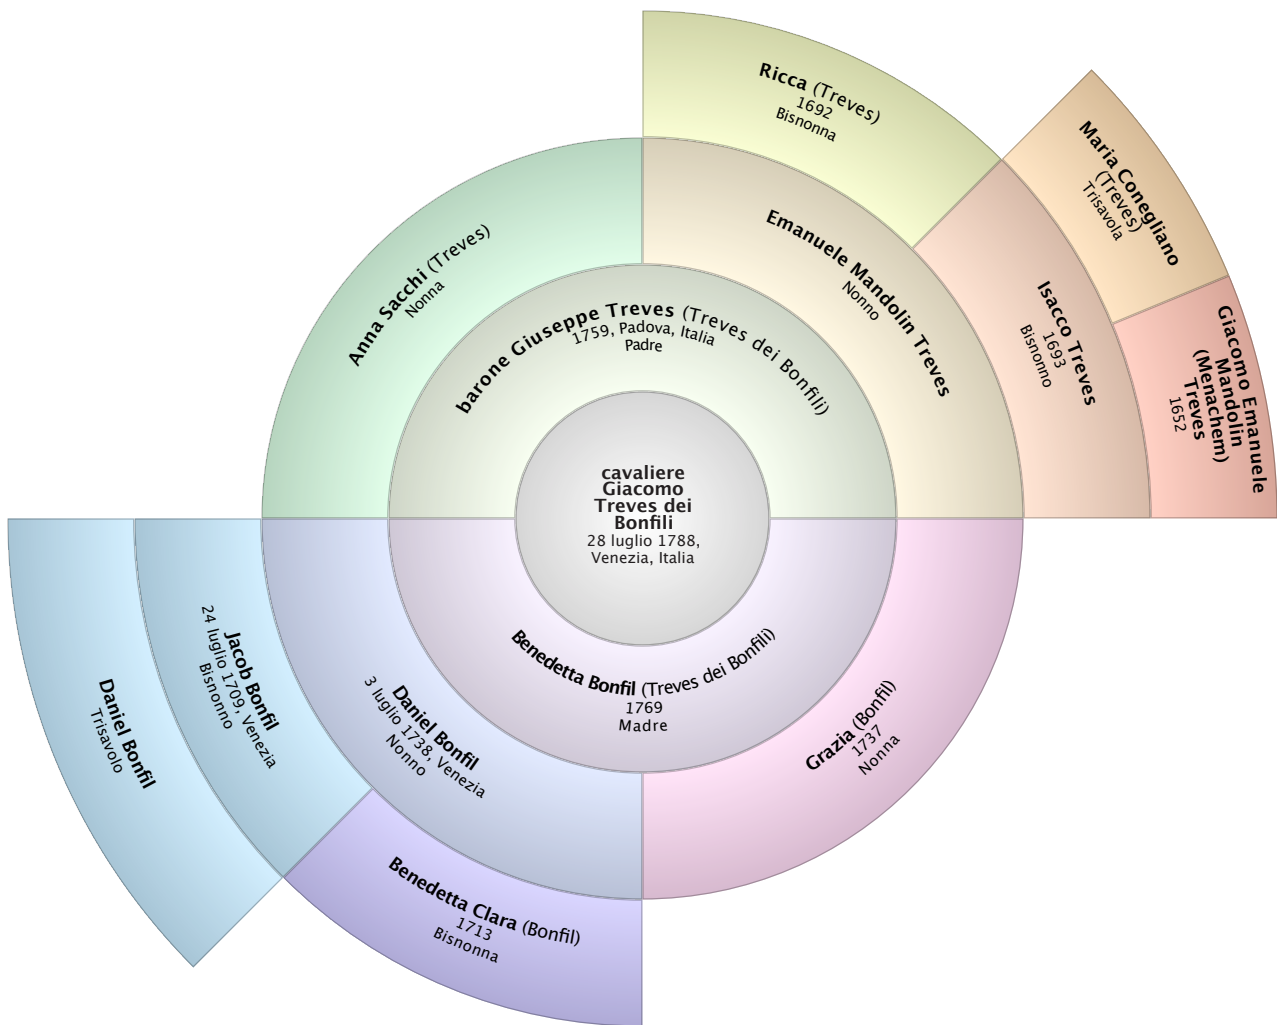 Ricca (Treves)
1692
Bisnonna
Maria Conegliano
(Treves)
Trisavola
Anna Sacchi (Treves)
Nonna
Emanuele Mandolin Treves
Nonno
Isacco Treves
1693
Bisnonno
Giacomo Emanuele
Mandolin
(Menachem)
Treves
1652
barone Giuseppe Treves (Treves dei Bonfili)
1759, Padova, Italia
Padre
cavaliere
Giacomo
Treves dei
Bonfili
28 luglio 1788,
Venezia, Italia
Benedetta Bonfil (Treves dei Bonfili)
1769
Madre
Daniel Bonfil
Trisavolo
Jacob Bonfil
24 luglio 1709, Venezia
Bisnonno
Daniel Bonfil
3 luglio 1738, Venezia
Nonno
Grazia (Bonfil)
1737
Nonna
Benedetta Clara (Bonfil)
1713
Bisnonna